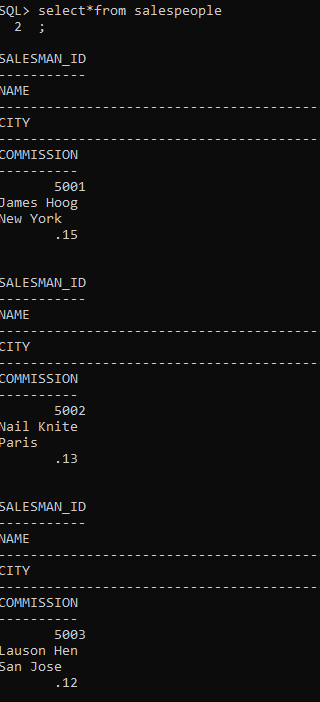 SQL> select*from salespeople
  2  ;
SALESMAN_ID
-----------
NAME
----------------------------------------
CITY
----------------------------------------
COMMISSION
----------
       5001
James Hoog
New York
       .15
SALESMAN_ID
-----------
NAME
----------------------------------------
CITY
----------------------------------------
COMMISSION
----------
       5002
Nail Knite
Paris
       .13
SALESMAN_ID
-----------
NAME
----------------------------------------
CITY
----------------------------------------
COMMISSION
----------
       5003
Lauson Hen
San Jose
       .12